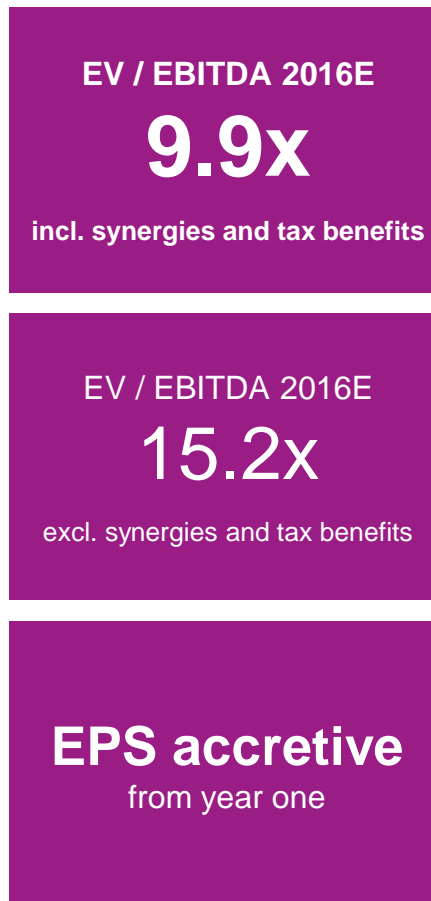 EV / EBITDA 2016E
9.9x
incl. synergies and tax benefits
EV / EBITDA 2016E
15.2x
excl. synergies and tax benefits
EPS accretive
from year one